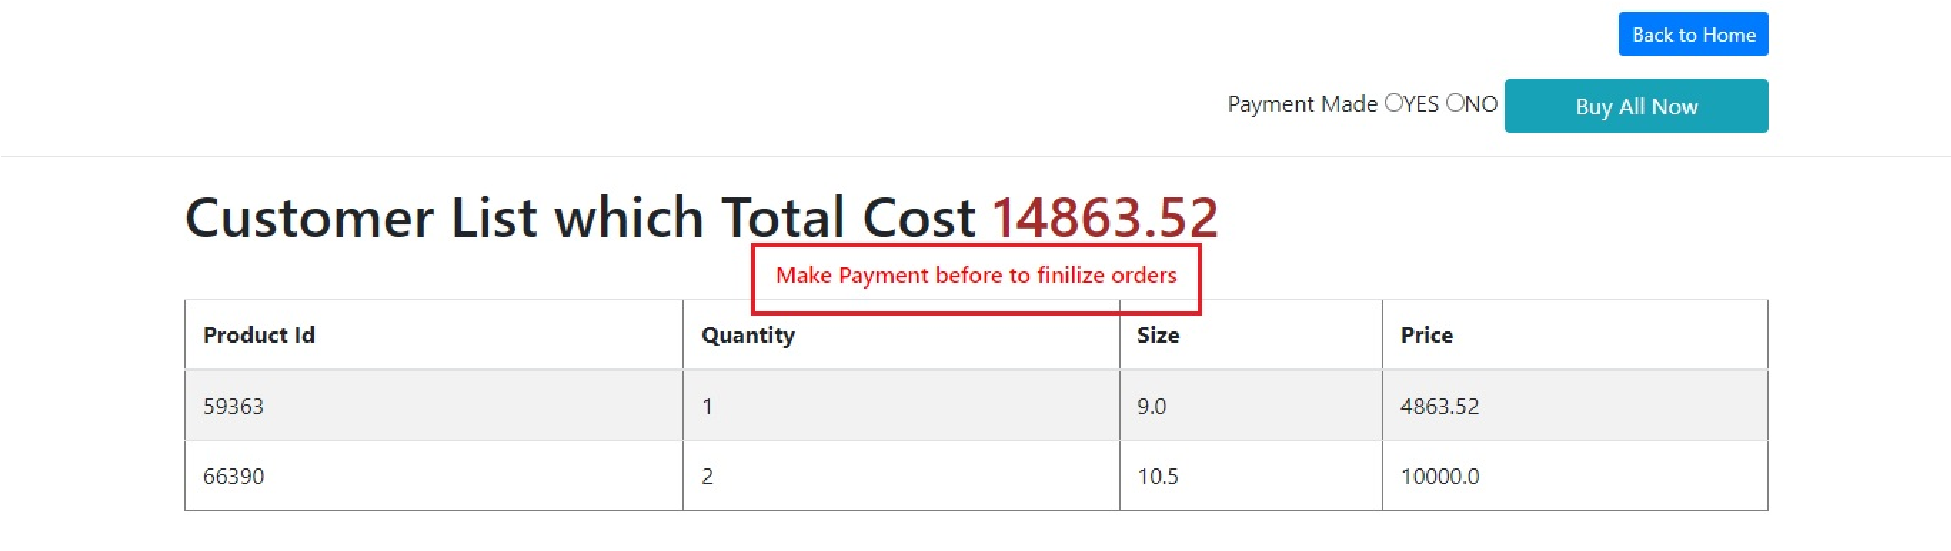 Back to Home
Payment Made YES NO Buy All Now
Customer List which Total Cost 14863.52
Make Payment before to finilize orders
Product Id Quantity Size Price
59363 1 9.0 4863.52
66390 2 10.5 10000.0